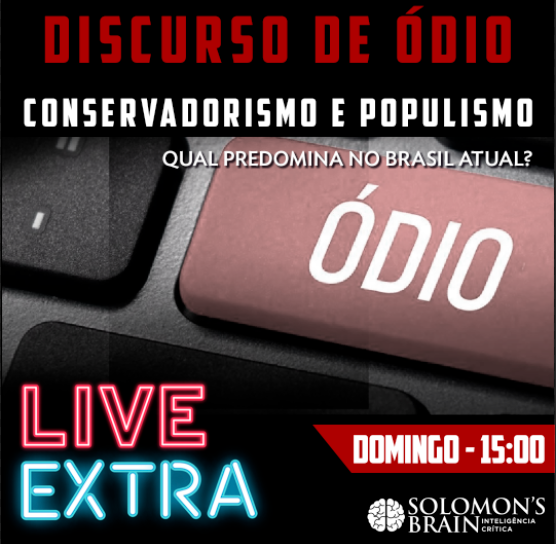 DISCURSO DE ÓDIO
CONSERVADORISMO E POPULISMO
QUAL PREDOMINA NO BRASIL ATUAL?
ÓDIO
LIVE
EXTRA
DOMINGO - 15:00
SOLOMON'S
BRAIN INTELIGÊNCIA
CRÍTICA